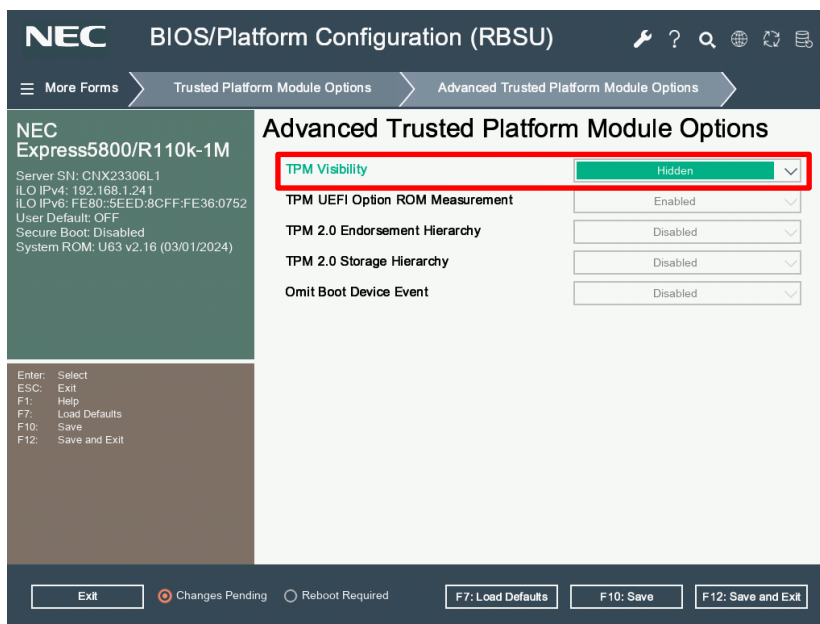 NEC BIOS/Platform Configuration (RBSU) ?
More Forms Trusted Platform Module Options Advanced Trusted Platform Module Options
NEC
Express5800/R110k-1M
Server SN: CNX23306L1
iLO IPv4: 192.168.1.241
iLO IPv6: FE80::5EED:8CFF:FE36:0752
User Default: OFF
Secure Boot: Disabled
System ROM: U63 v2.16 (03/01/2024)
Enter: Select
ESC: Exit
F1: Help
F7: Load Defaults
F10: Save
F12: Save and Exit
Advanced Trusted Platform Module Options
TPM Visibility Hidden
TPM UEFI Option ROM Measurement Enabled
TPM 2.0 Endorsement Hierarchy Disabled
TPM 2.0 Storage Hierarchy Disabled
Omit Boot Device Event Disabled
Exit Changes Pending Reboot Required F7: Load Defaults F10: Save F12: Save and Exit